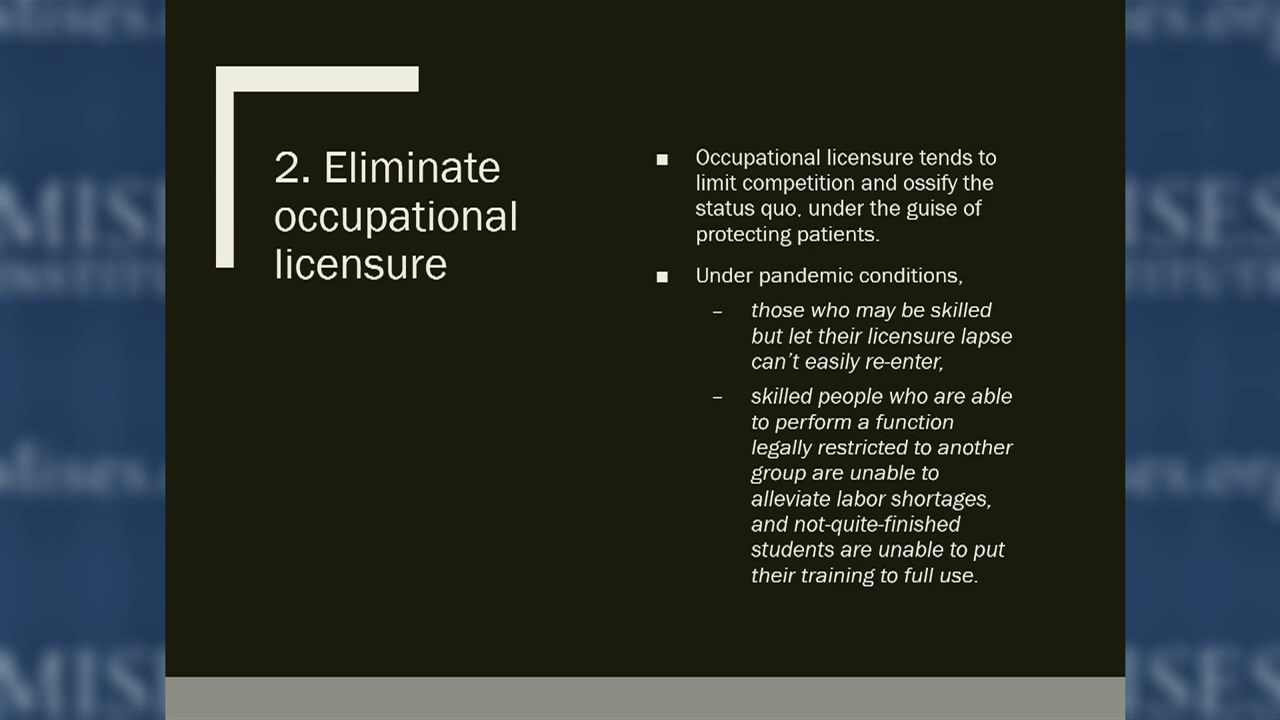 2. Eliminate
occupational
licensure
■ Occupational licensure tends to
limit competition and ossify the
status quo, under the guise of
protecting patients.
■ Under pandemic conditions,
– those who may be skilled
but let their licensure lapse
can’t easily re-enter,
– skilled people who are able
to perform a function
legally restricted to another
group are unable to
alleviate labor shortages,
and not-quite-finished
students are unable to put
their training to full use.